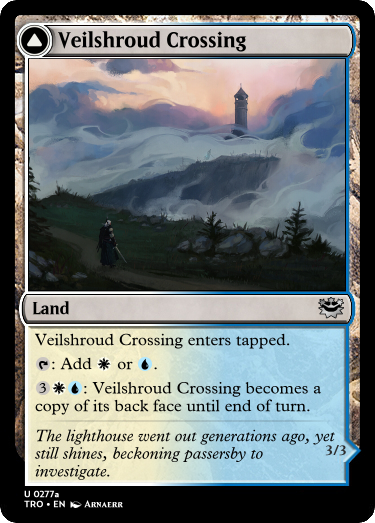 Veilshroud Crossing
Land
Veilshroud Crossing enters tapped.
: Add or .
3 : Veilshroud Crossing becomes a
copy of its back face until end of turn.
The lighthouse went out generations ago, yet
still shines, beckoning passersby to
investigate.
3/3
U 0277a
TRO • EN Arnaerr